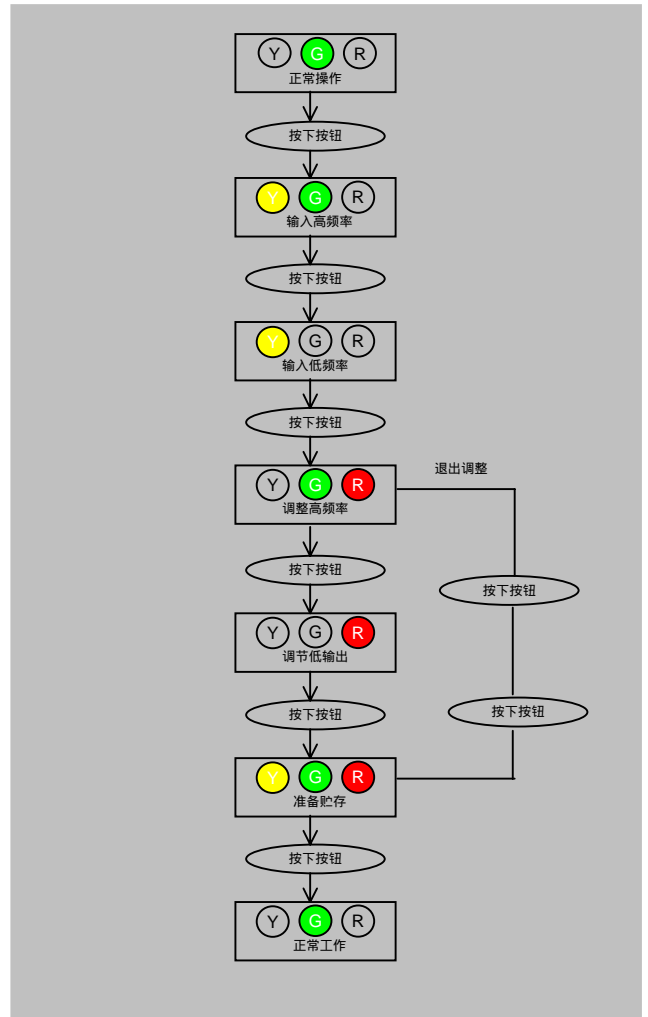 Y G R
正常操作
按下按钮
Y G R
输入高频率
按下按钮
Y G R
输入低频率
按下按钮
Y G R
调整高频率
退出调整
按下按钮
按下按钮
Y G R
调节低输出
按下按钮
按下按钮
Y G R
准备贮存
按下按钮
Y G R
正常工作